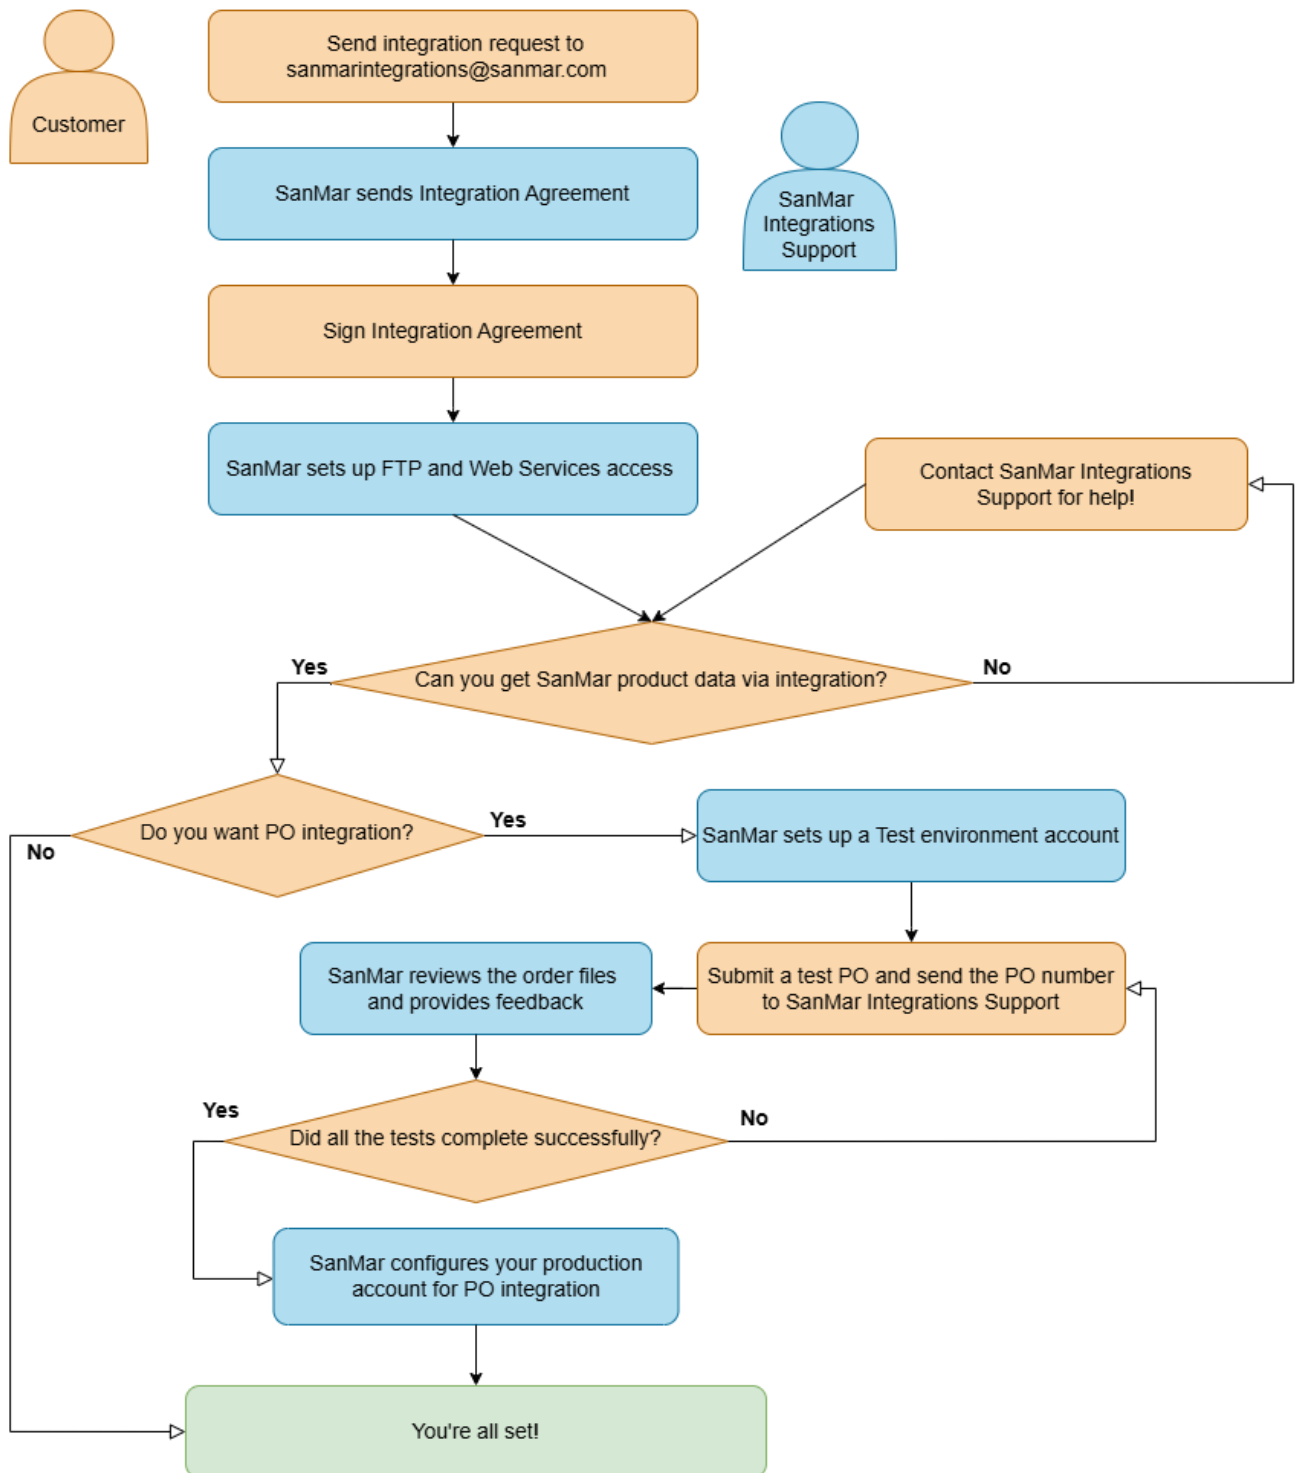 Send integration request to
sanmarintegrations@sanmar.com
Customer
SanMar sends Integration Agreement
SanMar
Integrations
Support
Sign Integration Agreement
SanMar sets up FTP and Web Services access
Contact SanMar Integrations
Support for help!
Yes
Can you get SanMar product data via integration?
No
Do you want PO integration?
No
Yes
SanMar sets up a Test environment account
SanMar reviews the order files
and provides feedback
Submit a test PO and send the PO number
to SanMar Integrations Support
Yes
Did all the tests complete successfully?
No
SanMar configures your production
account for PO integration
You're all set!